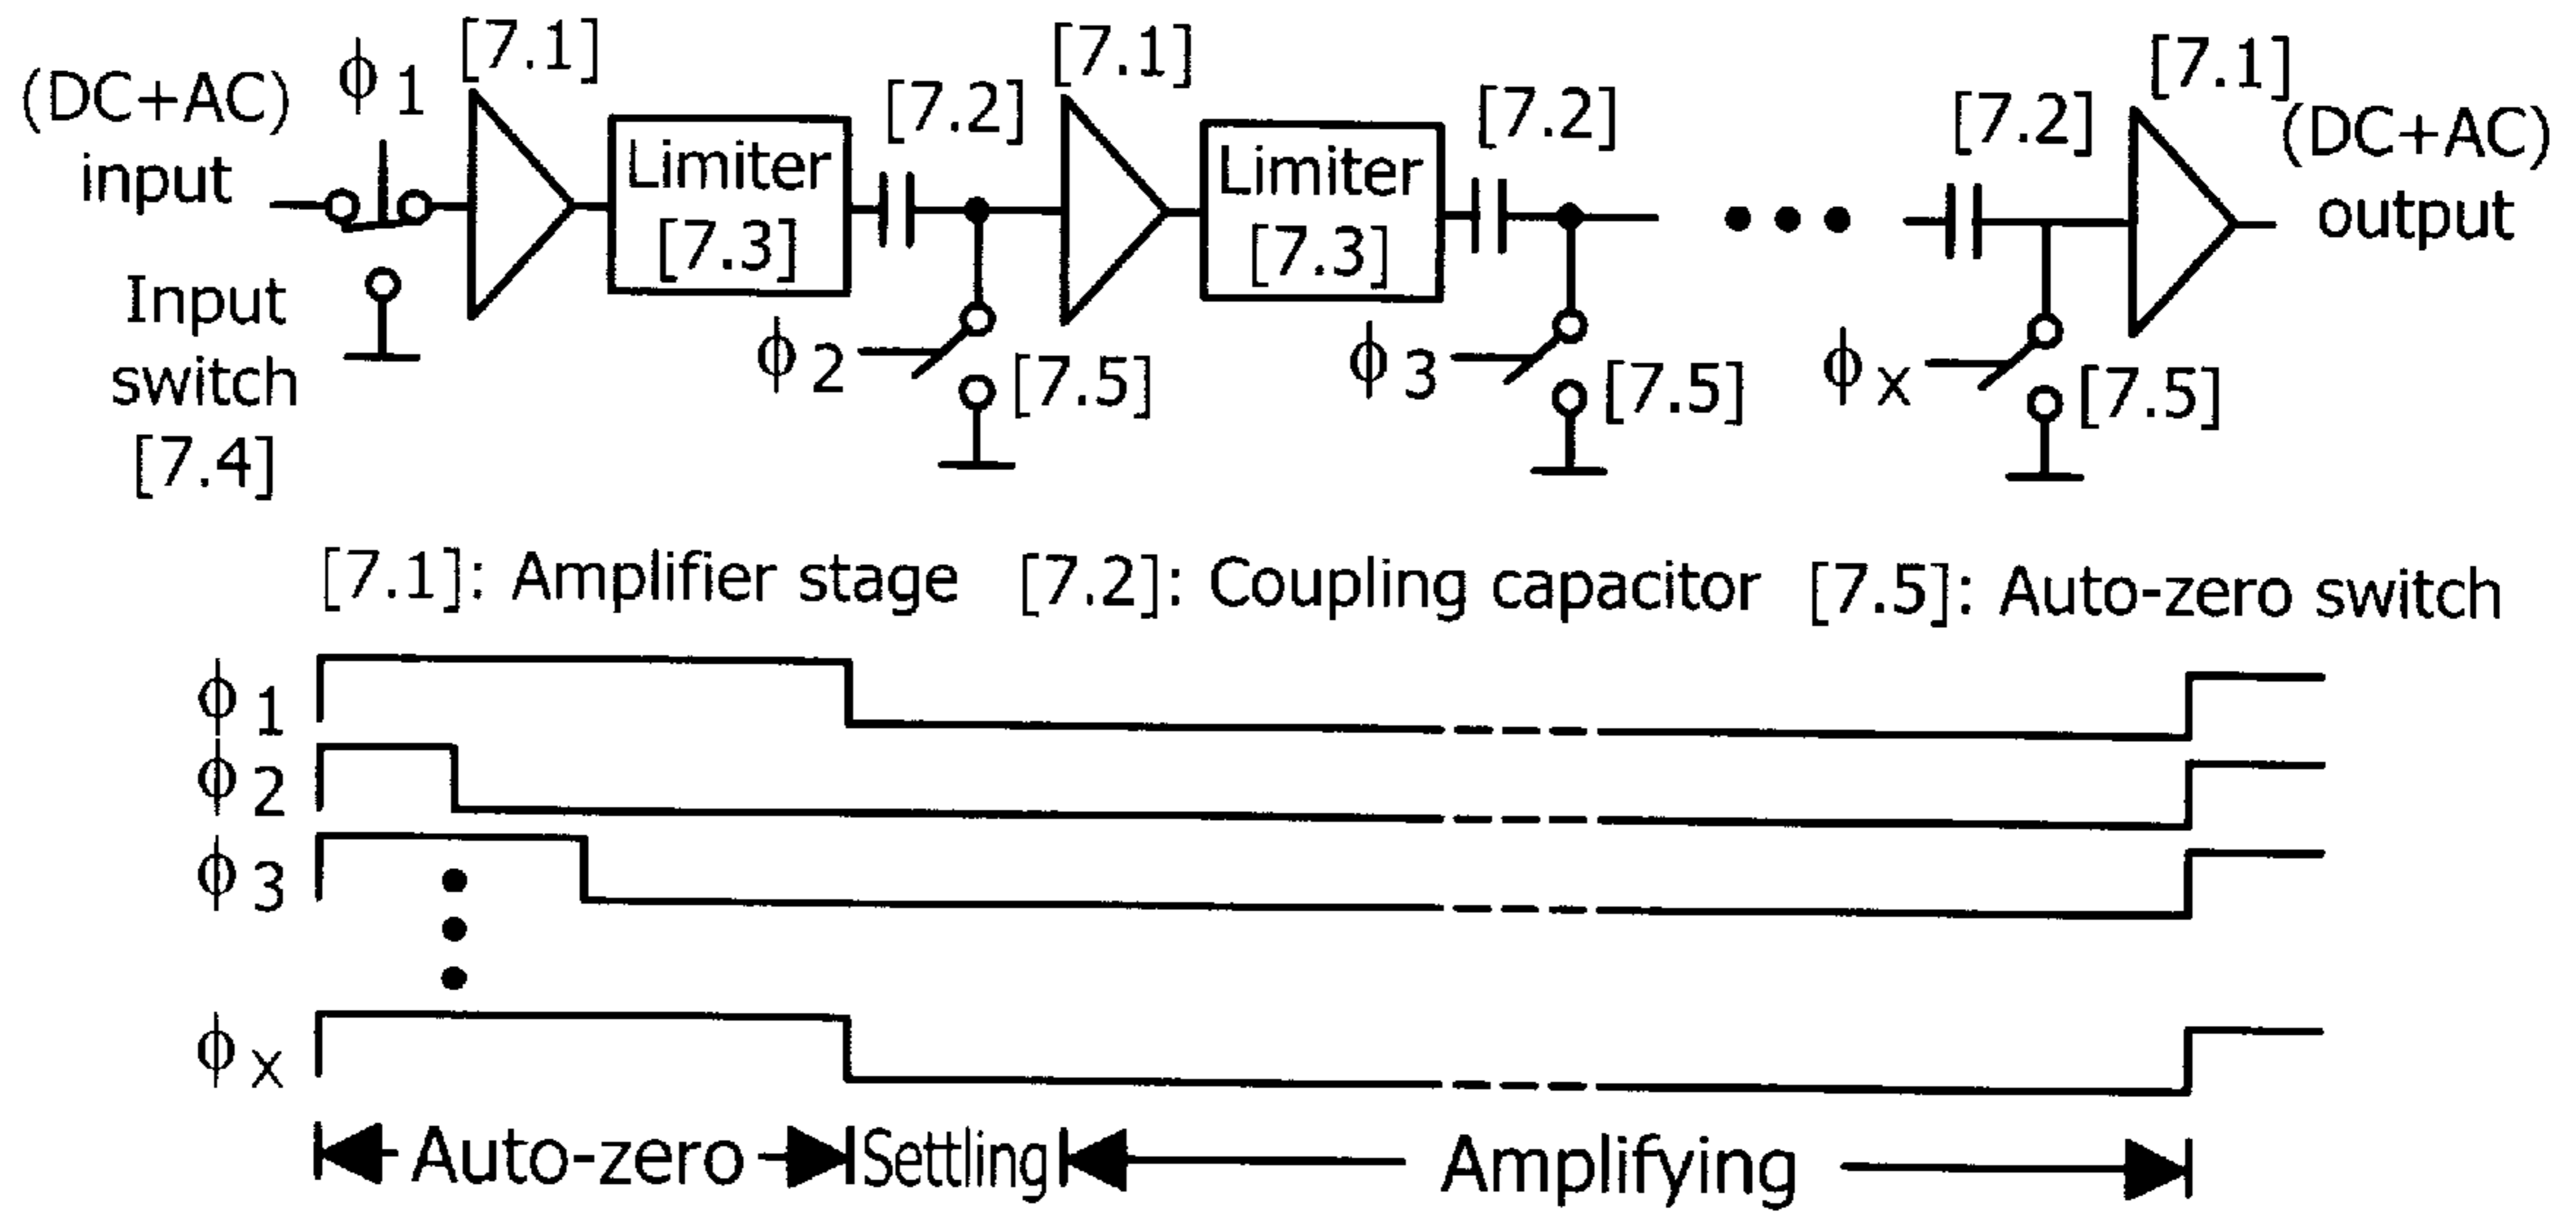 (DC+AC) input
ϕ1
[7.1]
Limiter [7.3]
[7.2]
[7.1]
Limiter [7.3]
[7.2]
[7.2]
[7.1]
(DC+AC) output
Input switch [7.4]
ϕ2
[7.5]
ϕ3
[7.5]
ϕx
[7.5]
[7.1]: Amplifier stage [7.2]: Coupling capacitor [7.5]: Auto-zero switch
ϕ1
ϕ2
ϕ3
ϕx
Auto-zero Settling Amplifying